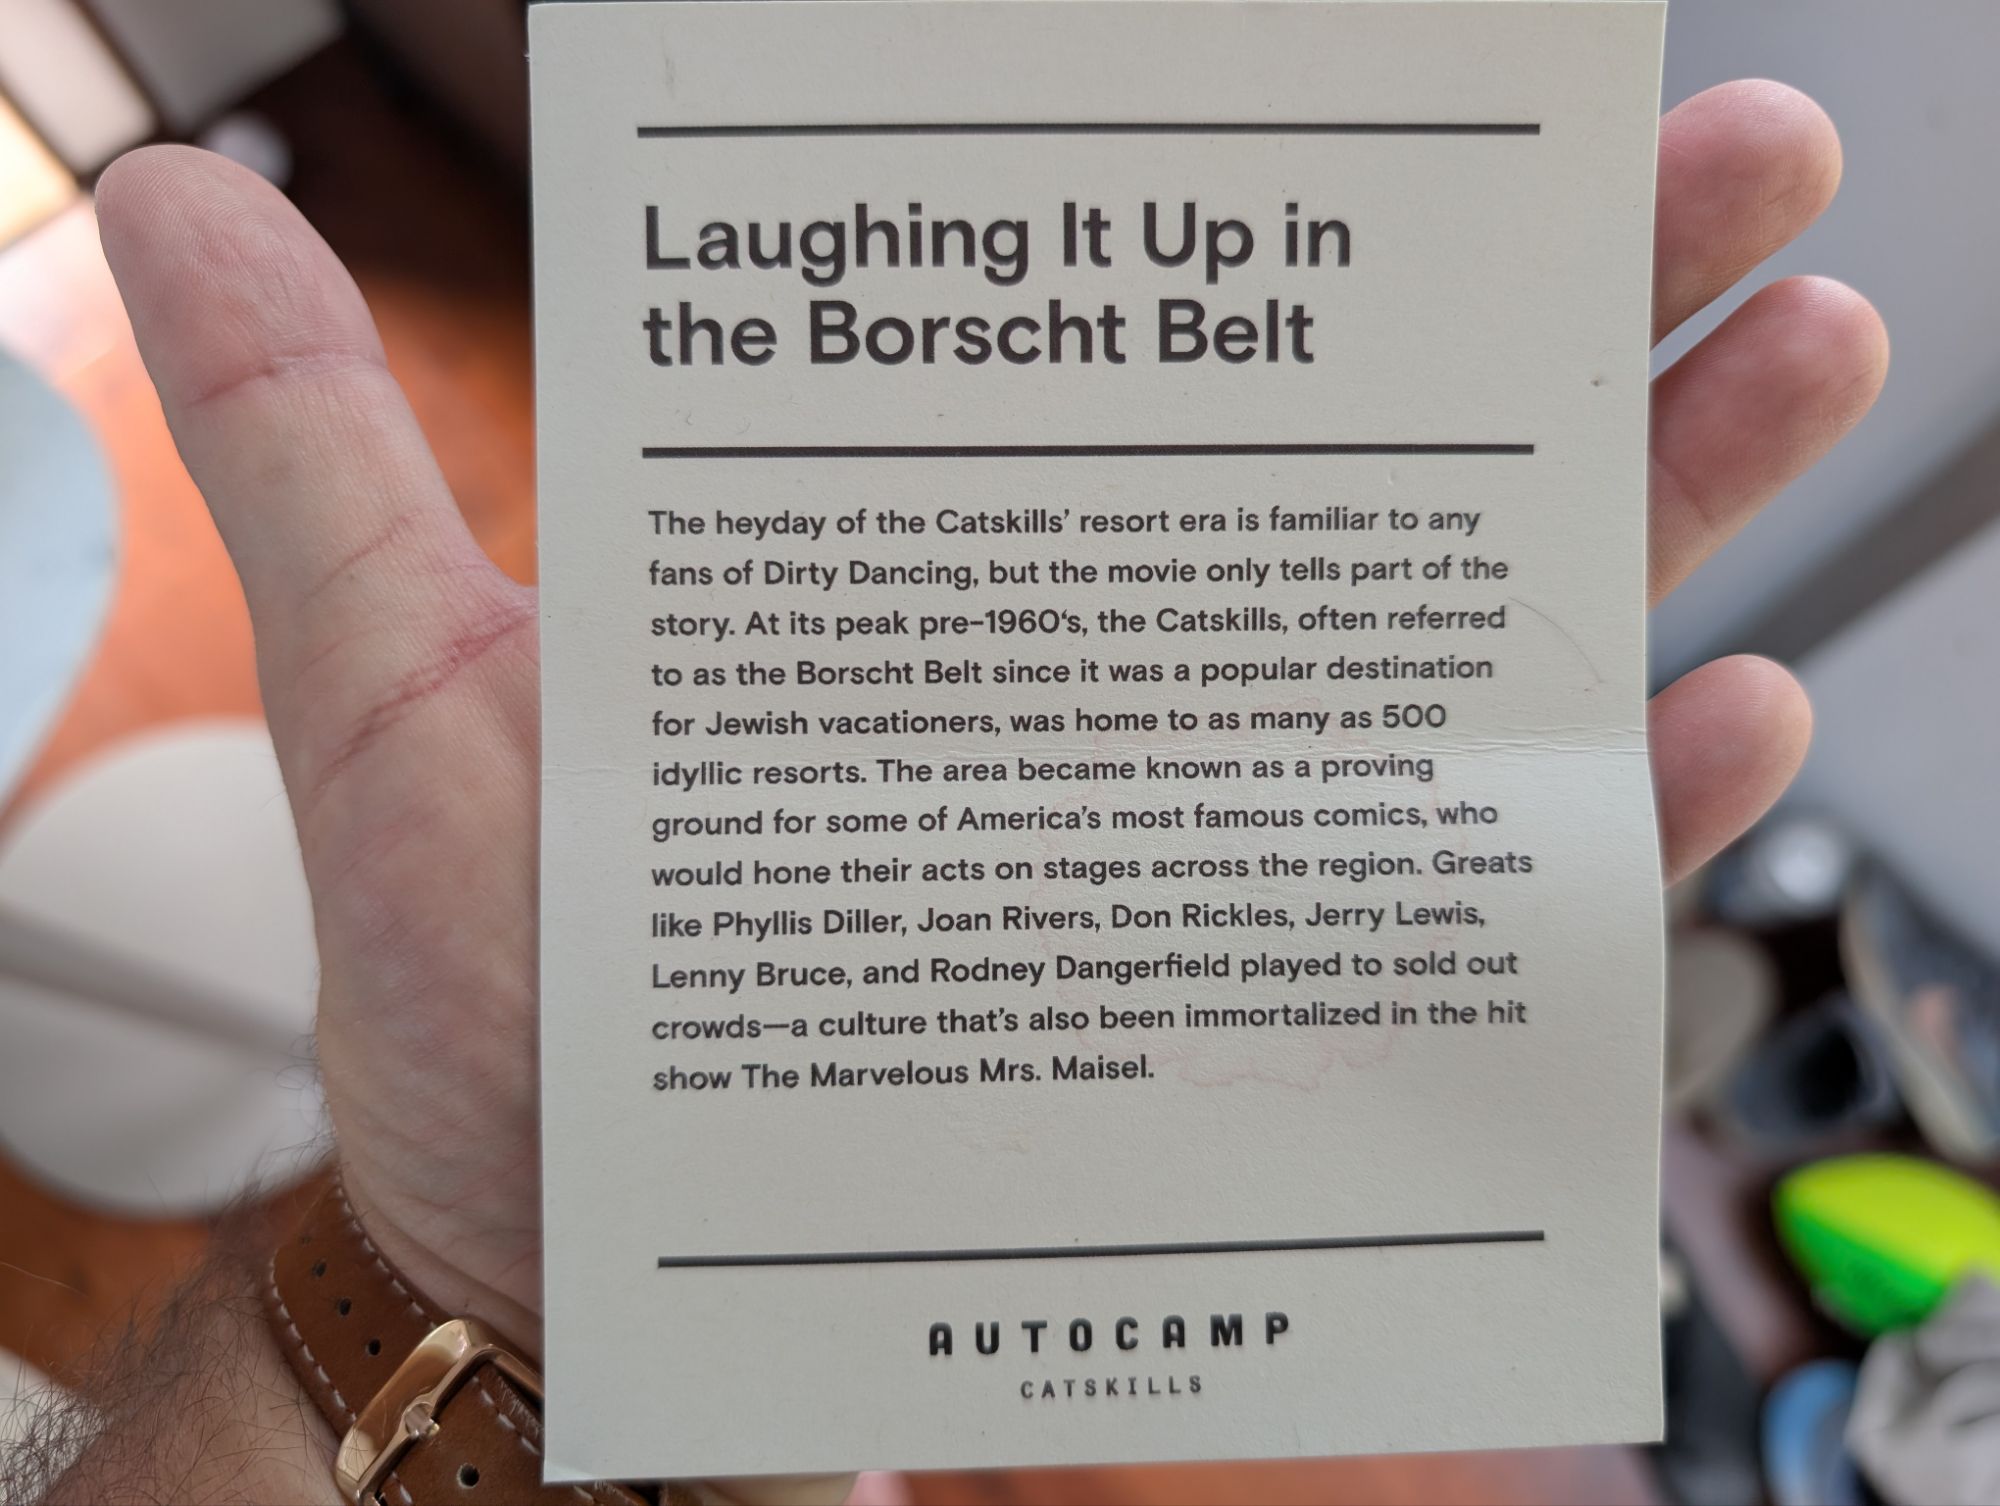 Laughing It Up in
the Borscht Belt
The heyday of the Catskills’ resort era is familiar to any
fans of Dirty Dancing, but the movie only tells part of the
story. At its peak pre-1960‘s, the Catskills, often referred
to as the Borscht Belt since it was a popular destination
for Jewish vacationers, was home to as many as 500
idyllic resorts. The area became known as a proving
ground for some of America’s most famous comics, who
would hone their acts on stages across the region. Greats
like Phyllis Diller, Joan Rivers, Don Rickles, Jerry Lewis,
Lenny Bruce, and Rodney Dangerfield played to sold out
crowds—a culture that’s also been immortalized in the hit
show The Marvelous Mrs. Maisel.
AUTOCAMP
CATSKILLS